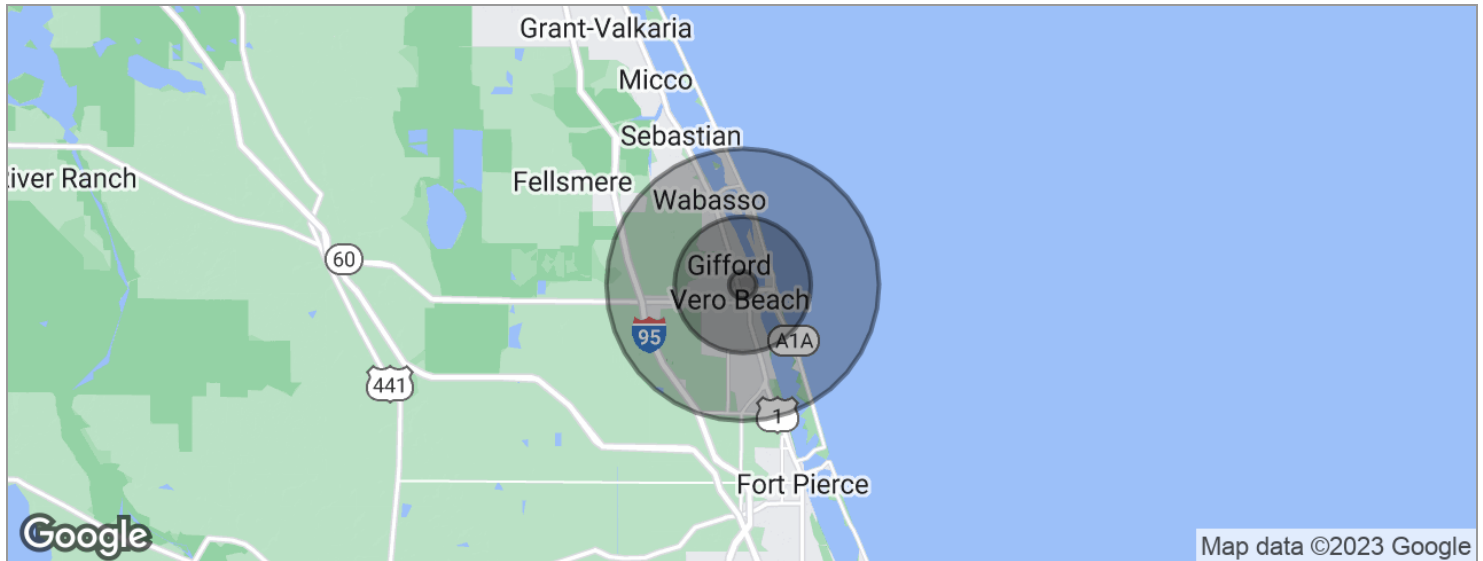 Grant-Valkaria
Micco
Sebastian
iver Ranch
Fellsmere
Wabasso
60
Gifford
Vero Beach
95
A1A
441
1
Fort Pierce
Google
Map data ©2023 Google